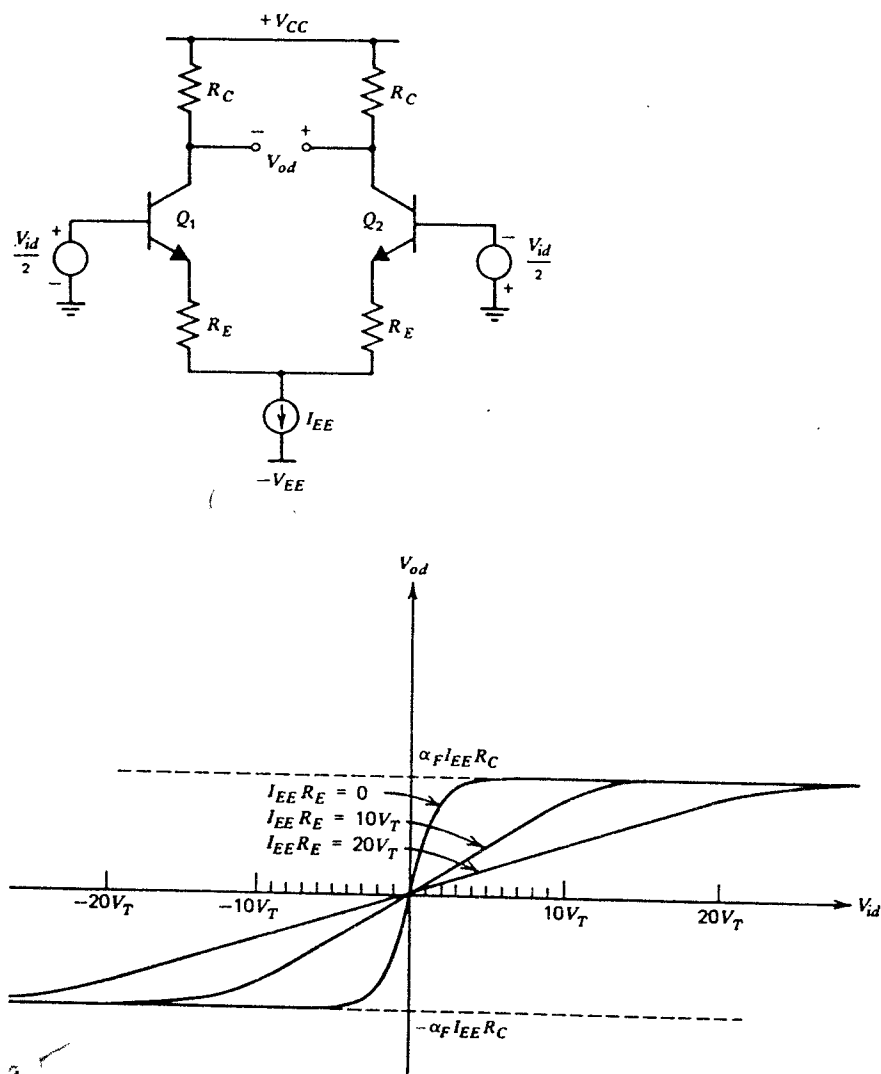 +V_CC
R_C
R_C
−
+
V_od
Q_1
Q_2
+
V_id/2
−
−
V_id/2
+
R_E
R_E
I_EE
−V_EE
V_od
α_F I_EE R_C
I_EE R_E = 0
I_EE R_E = 10V_T
I_EE R_E = 20V_T
−20V_T
−10V_T
10V_T
20V_T
V_id
−α_F I_EE R_C